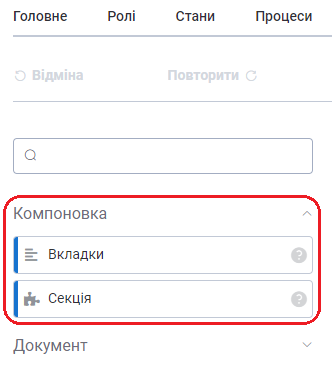 Головне Ролі Стани Процеси
Відміна Повторити
Компоновка
Вкладки ?
Секція ?
Документ